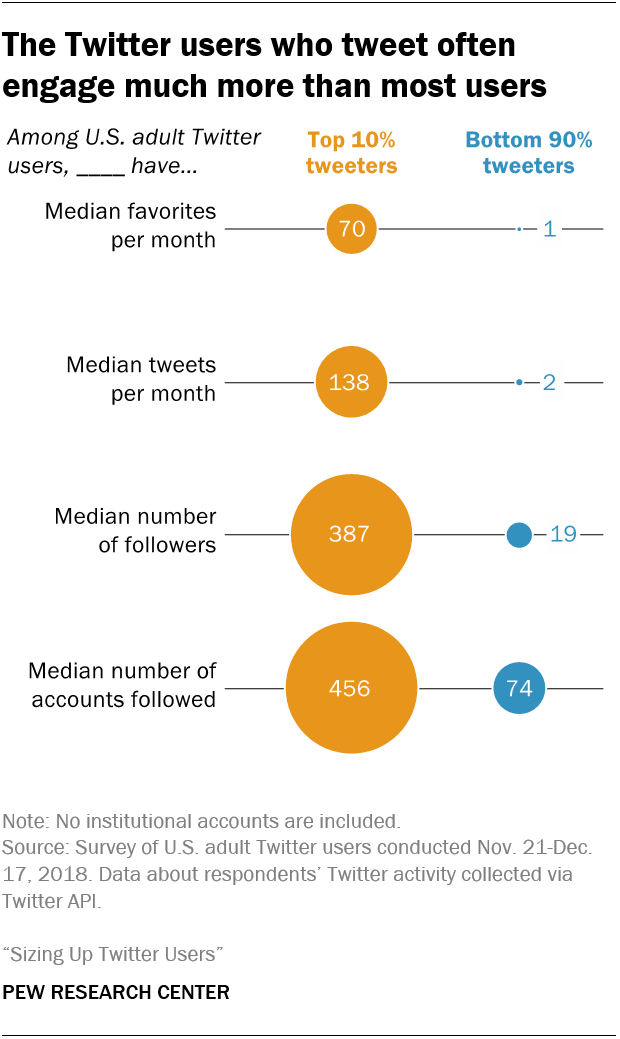 The Twitter users who tweet often
engage much more than most users
Among U.S. adult Twitter
users, ____ have...
Top 10%
tweeters
Bottom 90%
tweeters
Median favorites
per month
70
1
Median tweets
per month
138
2
Median number
of followers
387
19
Median number of
accounts followed
456
74
Note: No institutional accounts are included.
Source: Survey of U.S. adult Twitter users conducted Nov. 21-Dec.
17, 2018. Data about respondents’ Twitter activity collected via
Twitter API.
“Sizing Up Twitter Users”
PEW RESEARCH CENTER